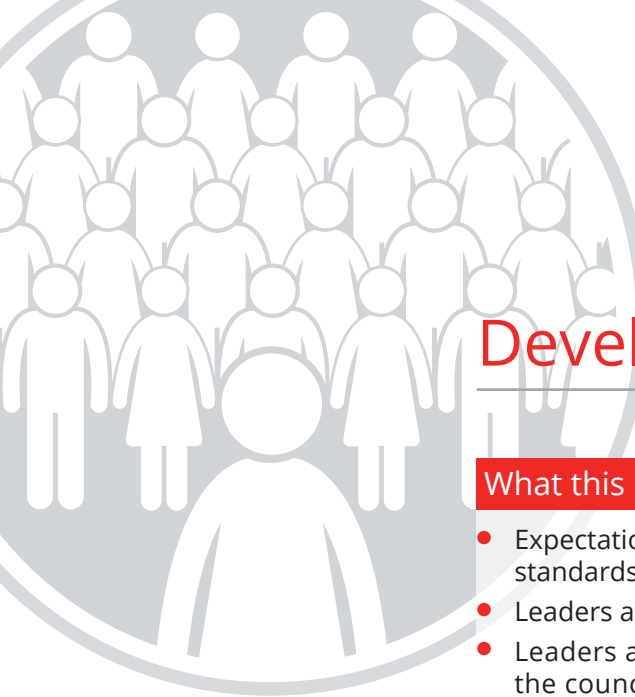 Devel
What this
• Expectatio
standards
• Leaders a
• Leaders a
the counc